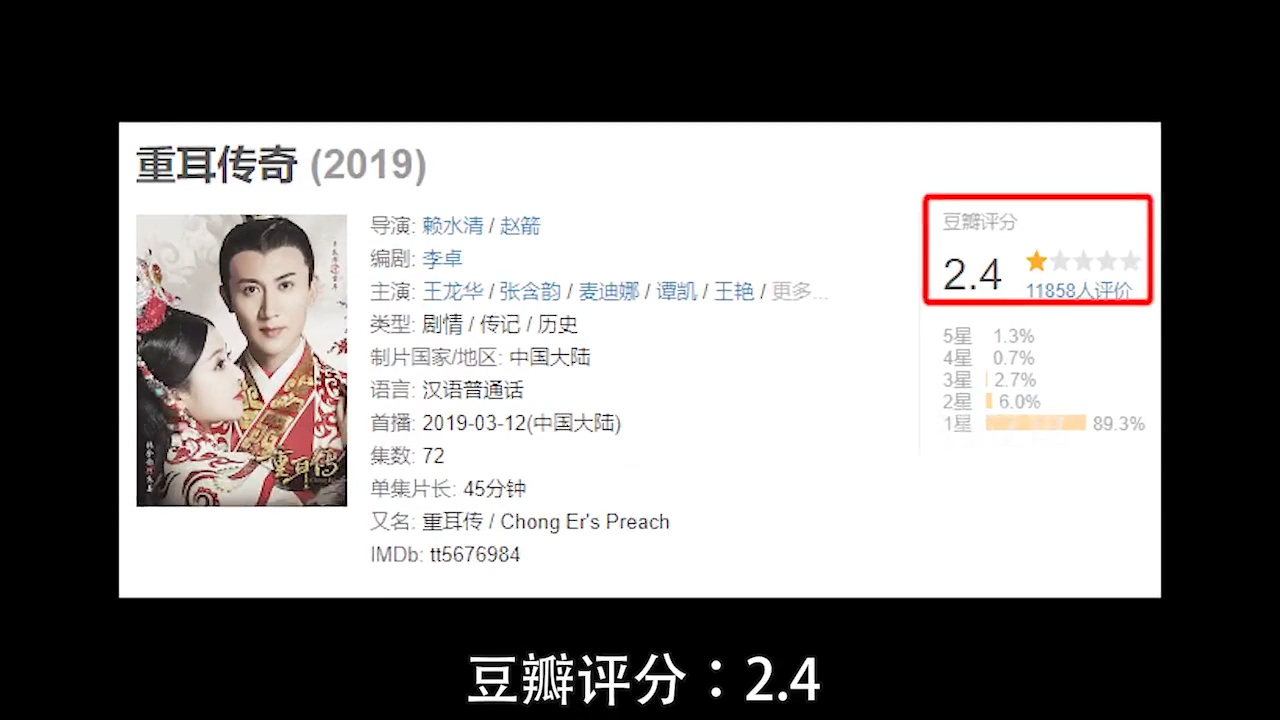 重耳传奇 (2019)
导演: 赖水清 / 赵箭
编剧: 李卓
主演: 王龙华 / 张含韵 / 麦迪娜 / 谭凯 / 王艳 / 更多...
类型: 剧情 / 传记 / 历史
制片国家/地区: 中国大陆
语言: 汉语普通话
首播: 2019-03-12(中国大陆)
集数: 72
单集片长: 45分钟
又名: 重耳传 / Chong Er's Preach
IMDb: tt5676984
豆瓣评分
2.4
11858人评价
5星 1.3%
4星 0.7%
3星 2.7%
2星 6.0%
1星 89.3%
重耳传
豆瓣评分：2.4